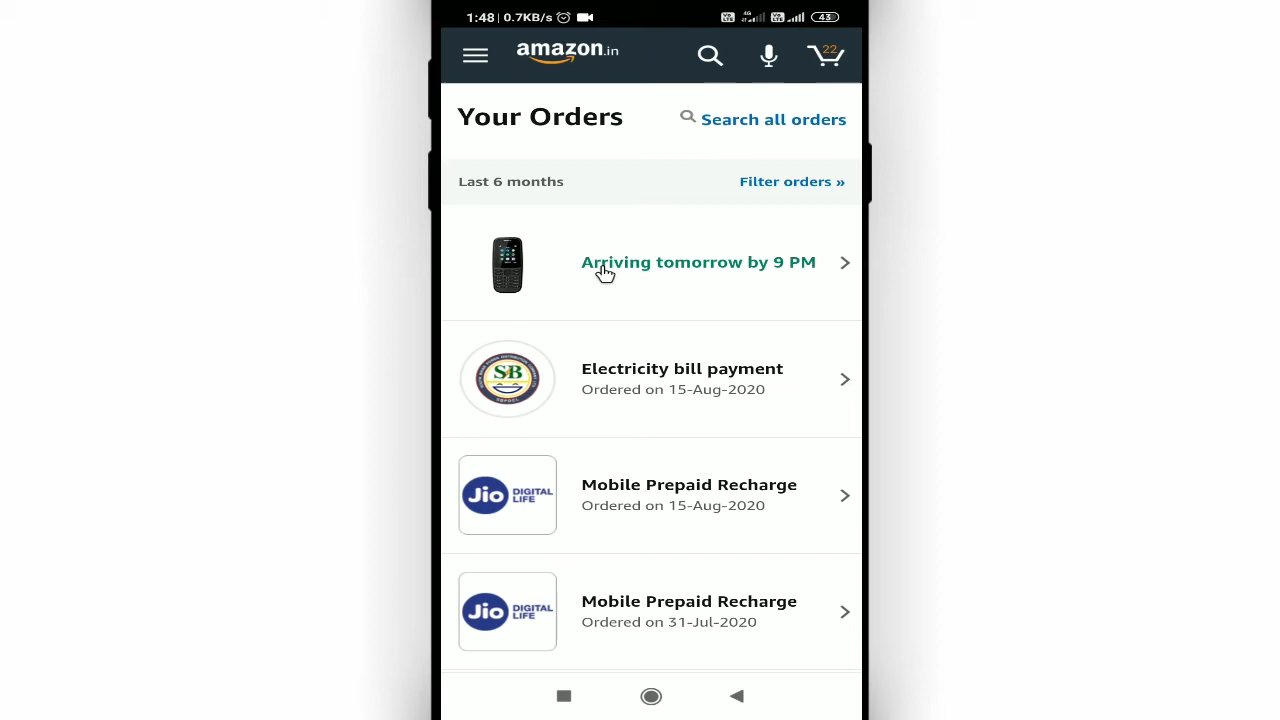 1:48 | 0.7KB/s 43
amazon.in 22
Your Orders Search all orders
Last 6 months Filter orders »
Arriving tomorrow by 9 PM
Electricity bill payment
Ordered on 15-Aug-2020
Mobile Prepaid Recharge
Ordered on 15-Aug-2020
Jio DIGITAL LIFE
Mobile Prepaid Recharge
Ordered on 31-Jul-2020
Jio DIGITAL LIFE